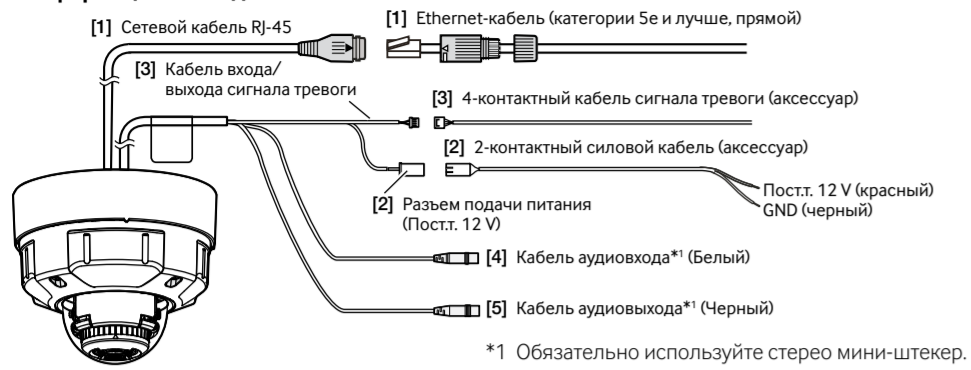 [1] Ethernet-кабель (категории 5е и лучше, прямой)
[1] Сетевой кабель RJ-45
[3] Кабель входа/
выхода сигнала тревоги
[3] 4-контактный кабель сигнала тревоги (аксессуар)
[2] 2-контактный силовой кабель (аксессуар)
Пост.т. 12 V (красный)
GND (черный)
[2] Разъем подачи питания
(Пост.т. 12 V)
[4] Кабель аудиовхода*1 (Белый)
[5] Кабель аудиовыхода*1 (Черный)
*1 Обязательно используйте стерео мини-штекер.